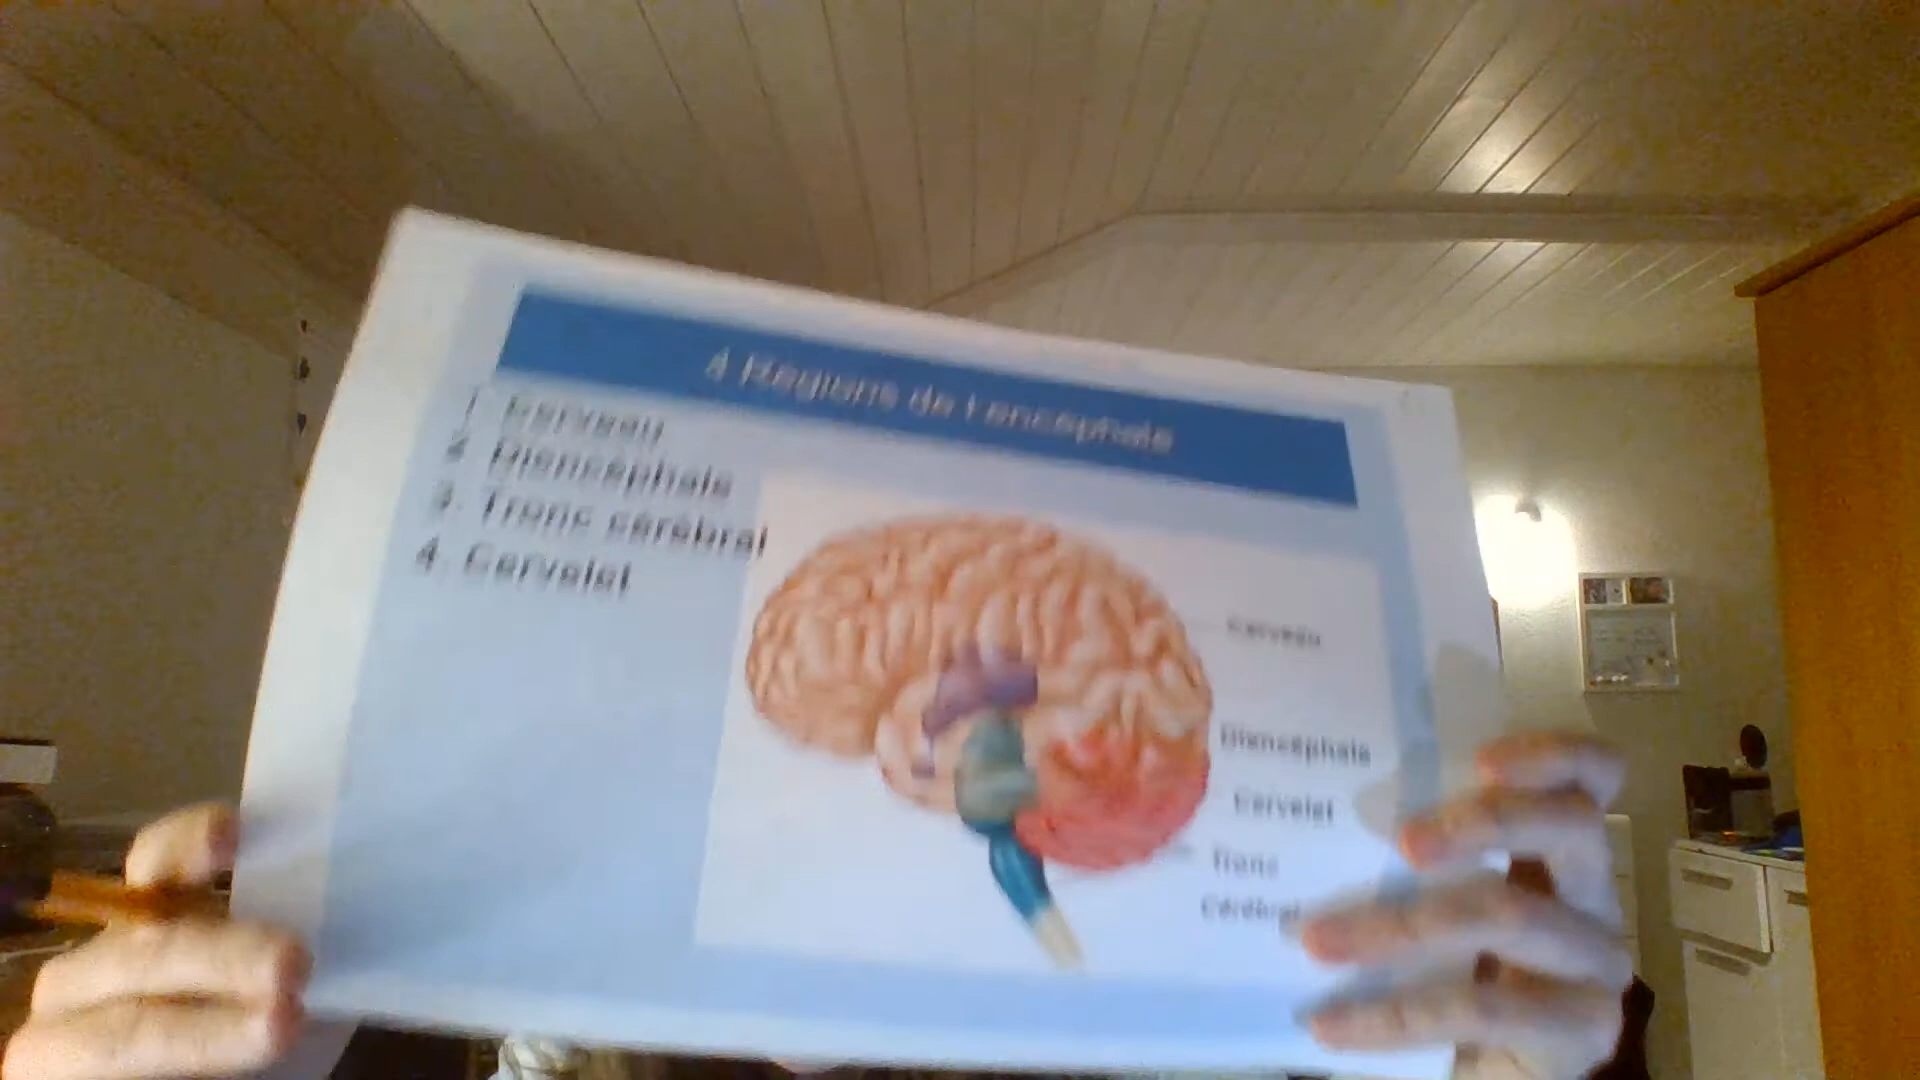 4 Régions de l'encéphale
1. Cerveau
2. Diencéphale
3. Tronc cérébral
4. Cervelet
Cerveau
Diencéphale
Cervelet
Tronc
Cérébral